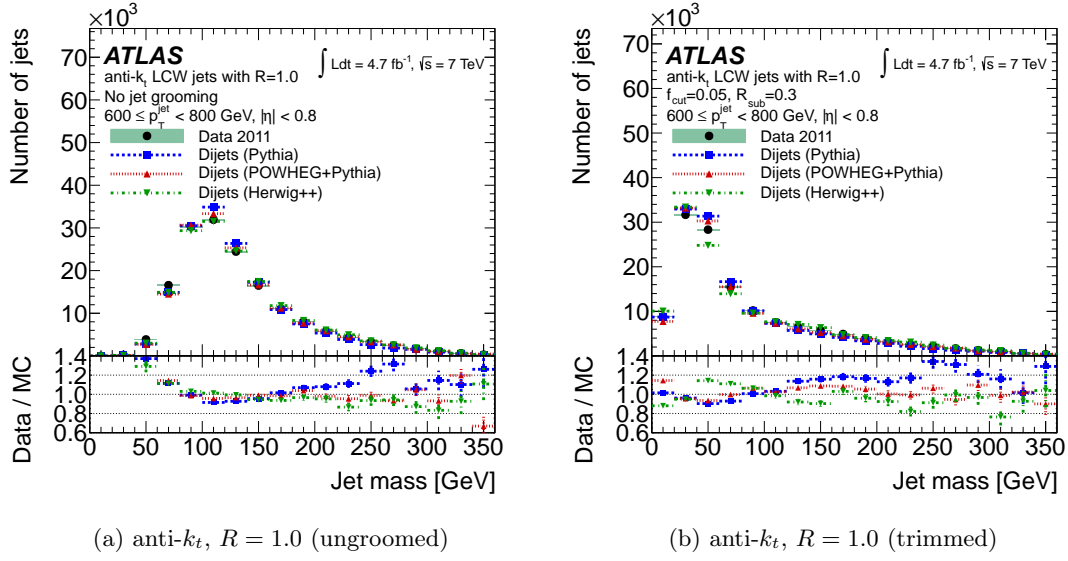 ×10³
Number of jets
70
60
50
40
30
20
10
ATLAS
∫ Ldt = 4.7 fb⁻¹, √s = 7 TeV
anti-kₜ LCW jets with R=1.0
No jet grooming
600 ≤ p_T^jet < 800 GeV, |η| < 0.8
Data 2011
Dijets (Pythia)
Dijets (POWHEG+Pythia)
Dijets (Herwig++)
Data / MC
1.4
1.2
1.0
0.8
0.6
0 50 100 150 200 250 300 350
Jet mass [GeV]
(a) anti-kₜ, R = 1.0 (ungroomed)
×10³
Number of jets
70
60
50
40
30
20
10
ATLAS
∫ Ldt = 4.7 fb⁻¹, √s = 7 TeV
anti-kₜ LCW jets with R=1.0
f_cut=0.05, R_sub=0.3
600 ≤ p_T^jet < 800 GeV, |η| < 0.8
Data 2011
Dijets (Pythia)
Dijets (POWHEG+Pythia)
Dijets (Herwig++)
Data / MC
1.4
1.2
1.0
0.8
0.6
0 50 100 150 200 250 300 350
Jet mass [GeV]
(b) anti-kₜ, R = 1.0 (trimmed)